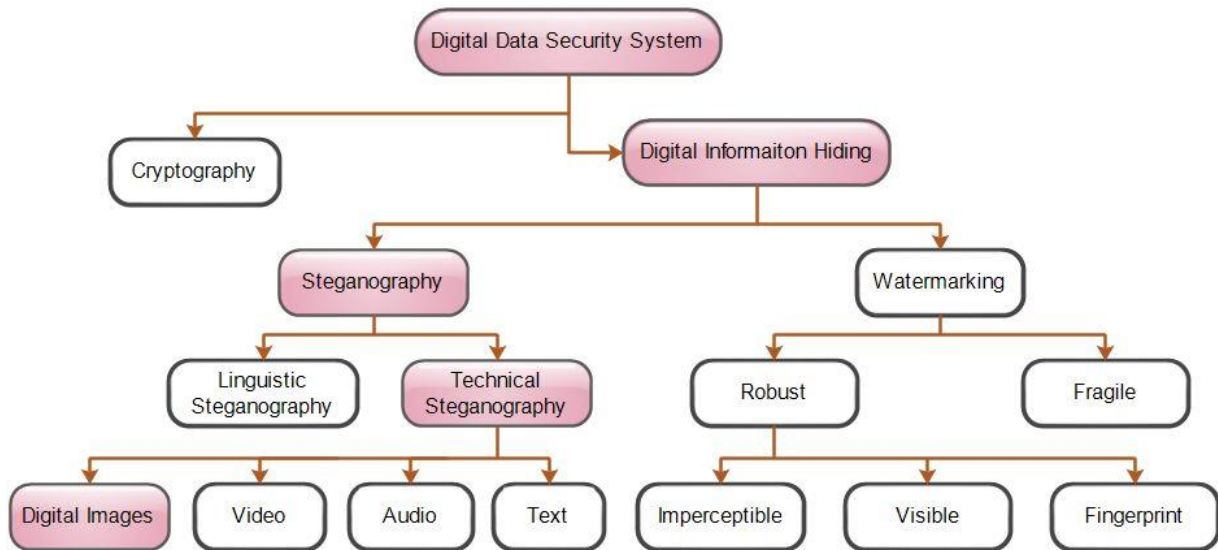 Digital Data Security System
Cryptography
Digital Informaiton Hiding
Steganography
Watermarking
Linguistic
Steganography
Technical
Steganography
Robust
Fragile
Digital Images
Video
Audio
Text
Imperceptible
Visible
Fingerprint